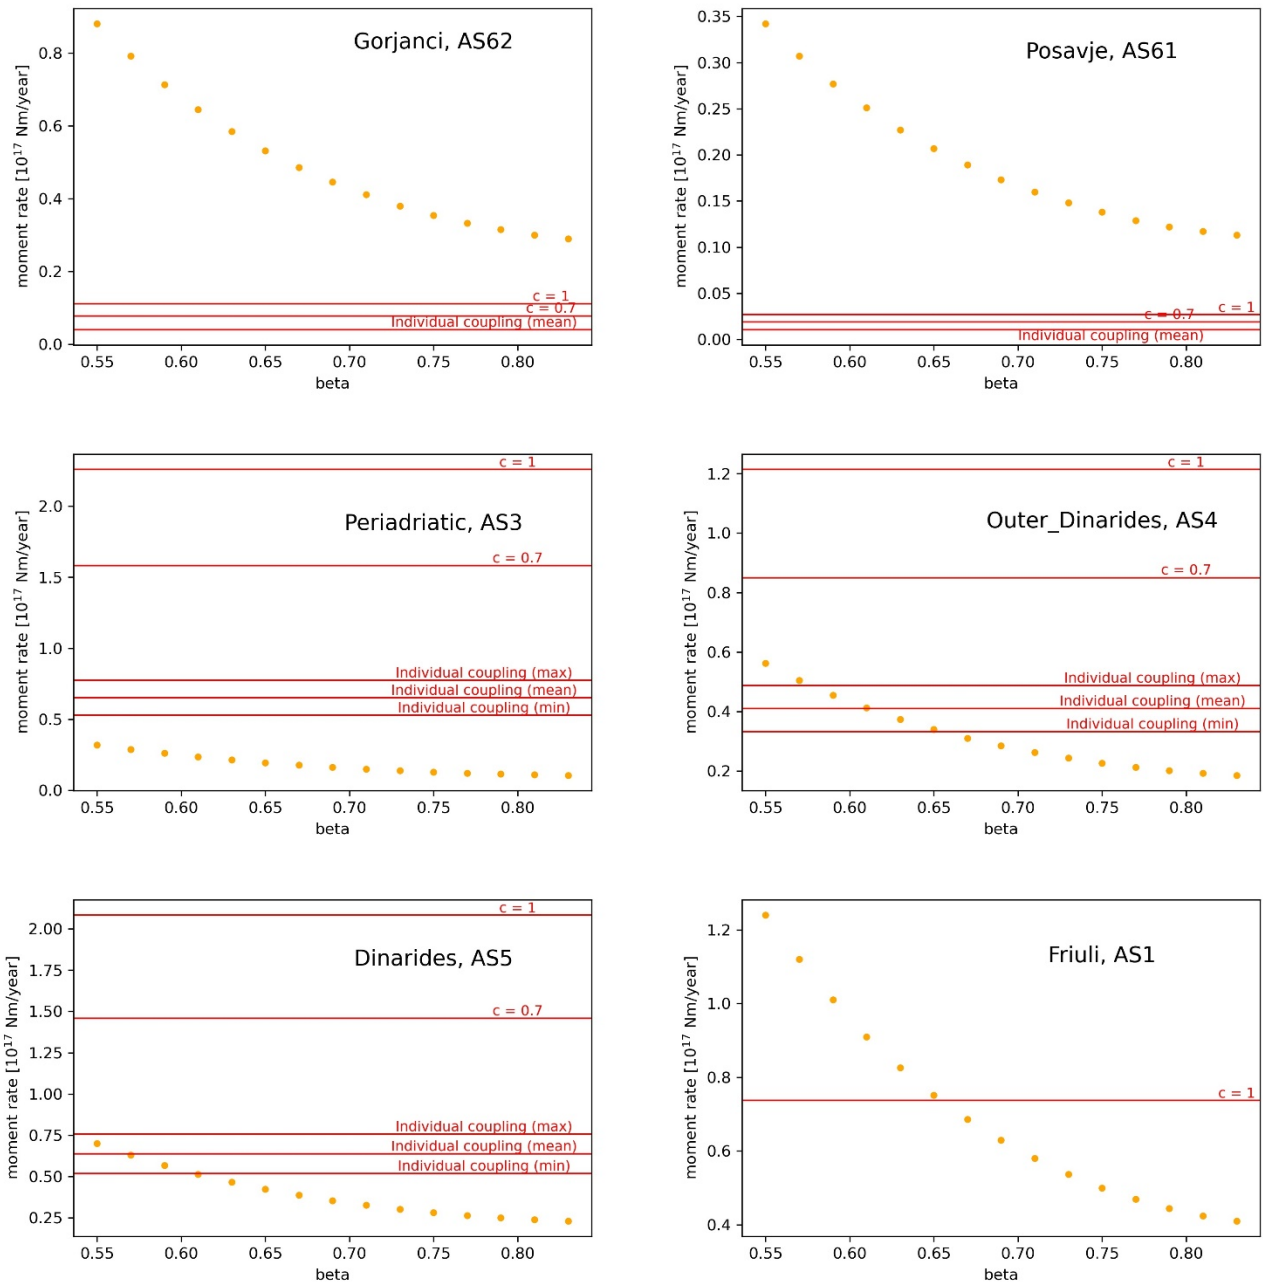 Gorjanci, AS62
moment rate [10^17 Nm/year]
0.8
0.6
0.4
0.2
0.0
c = 1
c = 0.7
Individual coupling (mean)
0.55 0.60 0.65 0.70 0.75 0.80
beta
Posavje, AS61
moment rate [10^17 Nm/year]
0.35
0.30
0.25
0.20
0.15
0.10
0.05
0.00
c = 1
c = 0.7
Individual coupling (mean)
0.55 0.60 0.65 0.70 0.75 0.80
beta
Periadriatic, AS3
moment rate [10^17 Nm/year]
2.0
1.5
1.0
0.5
0.0
c = 1
c = 0.7
Individual coupling (max)
Individual coupling (mean)
Individual coupling (min)
0.55 0.60 0.65 0.70 0.75 0.80
beta
Outer_Dinarides, AS4
moment rate [10^17 Nm/year]
1.2
1.0
0.8
0.6
0.4
0.2
c = 1
c = 0.7
Individual coupling (max)
Individual coupling (mean)
Individual coupling (min)
0.55 0.60 0.65 0.70 0.75 0.80
beta
Dinarides, AS5
moment rate [10^17 Nm/year]
2.00
1.75
1.50
1.25
1.00
0.75
0.50
0.25
c = 1
c = 0.7
Individual coupling (max)
Individual coupling (mean)
Individual coupling (min)
0.55 0.60 0.65 0.70 0.75 0.80
beta
Friuli, AS1
moment rate [10^17 Nm/year]
1.2
1.0
0.8
0.6
0.4
c = 1
0.55 0.60 0.65 0.70 0.75 0.80
beta